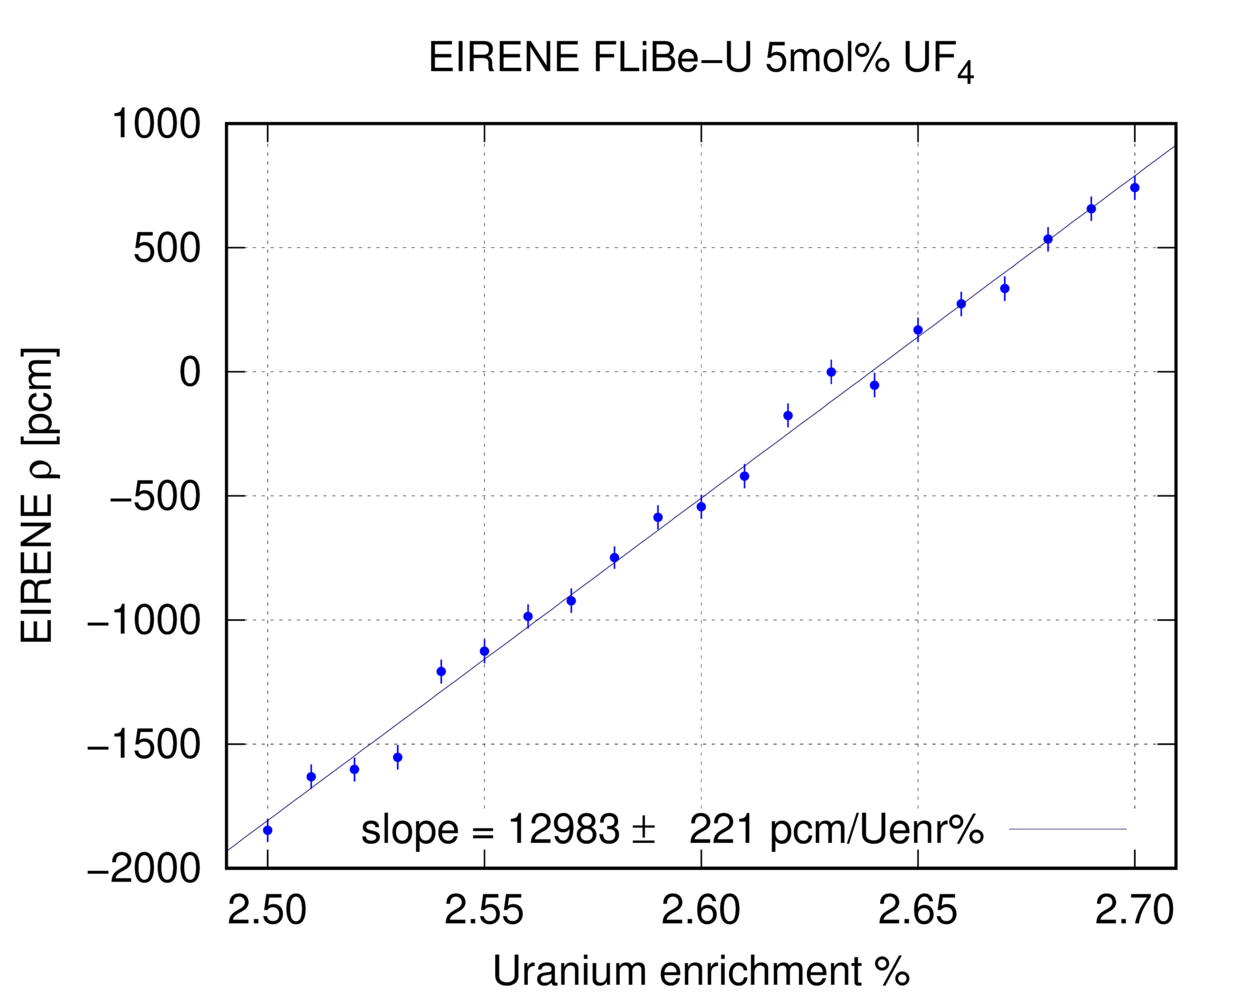 EIRENE FLiBe−U 5mol% UF4
1000
500
0
−500
−1000
−1500
−2000
EIRENE ρ [pcm]
slope = 12983 ± 221 pcm/Uenr%
2.50 2.55 2.60 2.65 2.70
Uranium enrichment %